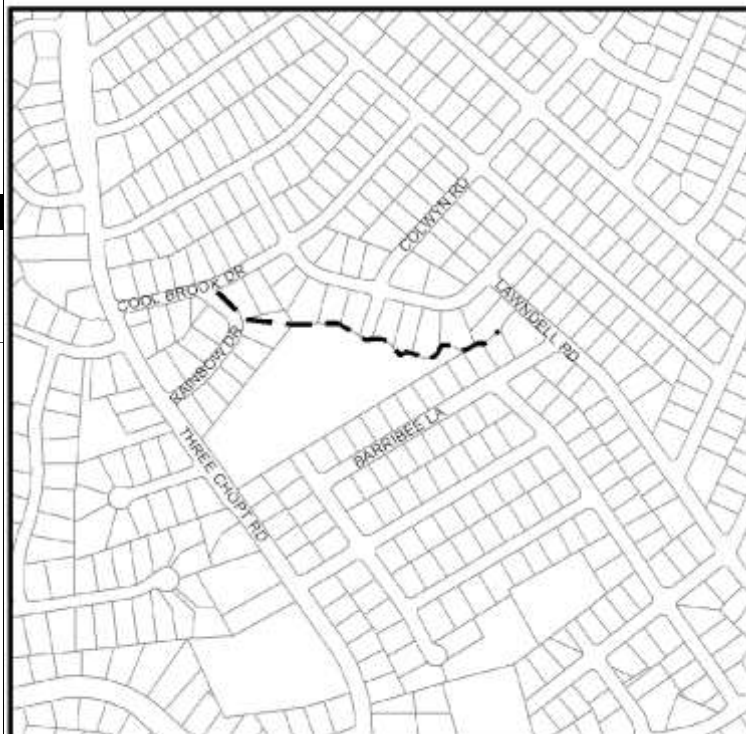 COLWYN RD
COOL BROOK DR
LAWNDELL RD
RAINBOW DR
BARRIBEE LA
THREE CHOPT RD